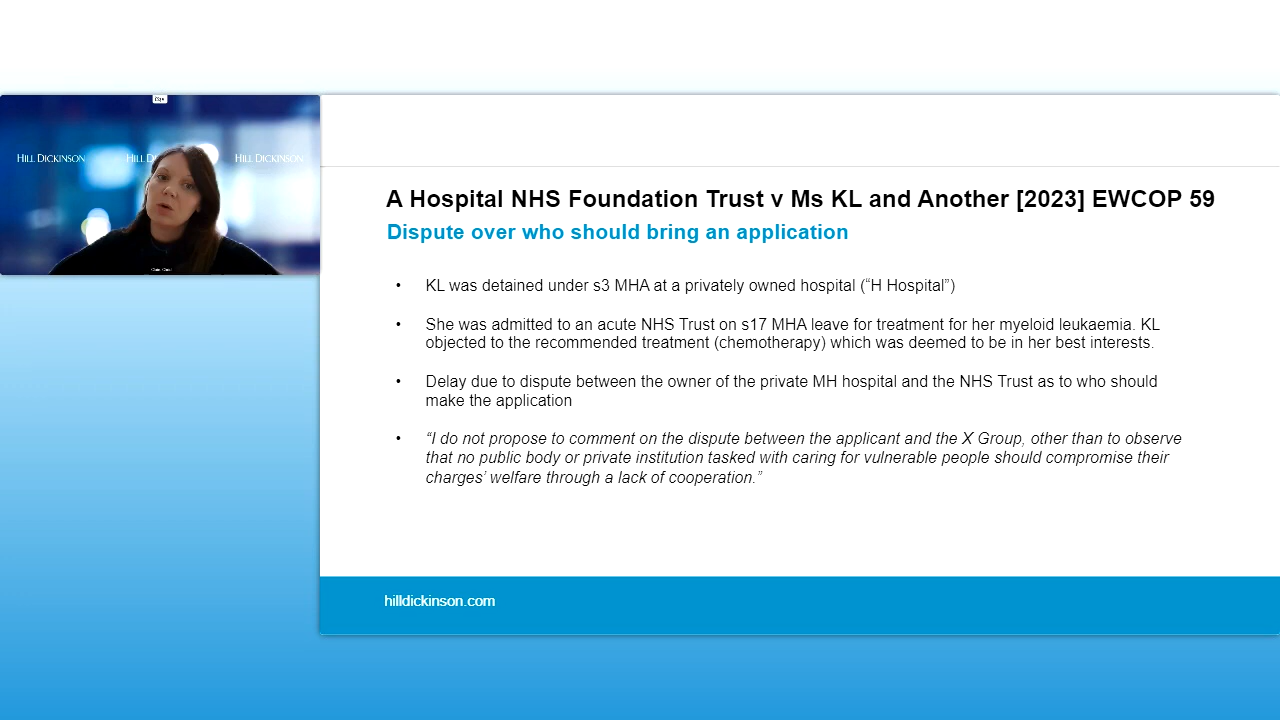 HILL DICKINSON
HILL D
HILL DICKINSON
A Hospital NHS Foundation Trust v Ms KL and Another [2023] EWCOP 59
Dispute over who should bring an application
• KL was detained under s3 MHA at a privately owned hospital (“H Hospital”)
• She was admitted to an acute NHS Trust on s17 MHA leave for treatment for her myeloid leukaemia. KL
objected to the recommended treatment (chemotherapy) which was deemed to be in her best interests.
• Delay due to dispute between the owner of the private MH hospital and the NHS Trust as to who should
make the application
• “I do not propose to comment on the dispute between the applicant and the X Group, other than to observe
that no public body or private institution tasked with caring for vulnerable people should compromise their
charges’ welfare through a lack of cooperation.”
hilldickinson.com